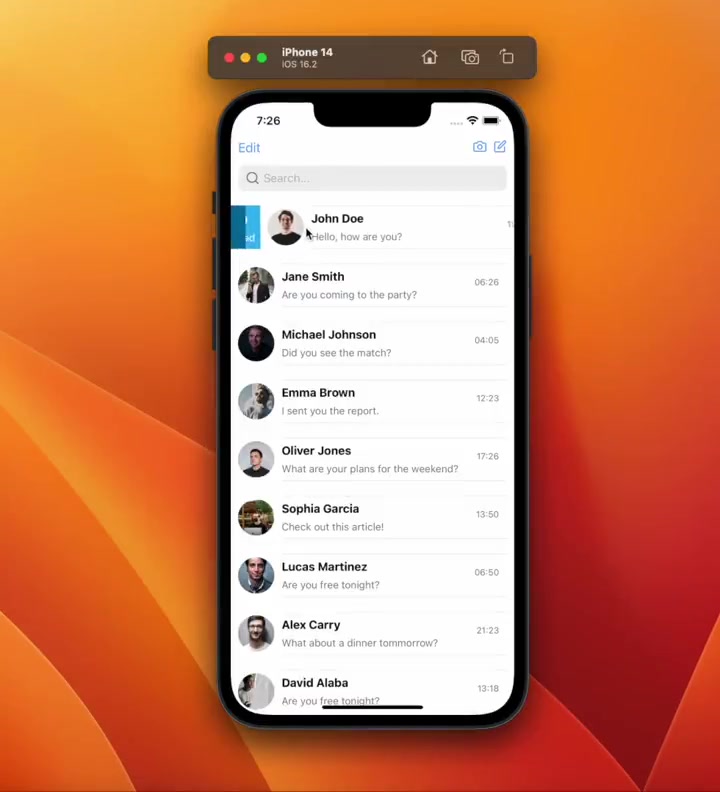 iPhone 14
iOS 16.2
7:26
Edit
Search...
John Doe
Hello, how are you?
Jane Smith
06:26
Are you coming to the party?
Michael Johnson
04:05
Did you see the match?
Emma Brown
12:23
I sent you the report.
Oliver Jones
17:26
What are your plans for the weekend?
Sophia Garcia
13:50
Check out this article!
Lucas Martinez
06:50
Are you free tonight?
Alex Carry
21:23
What about a dinner tommorrow?
David Alaba
13:18
Are you free tonight?